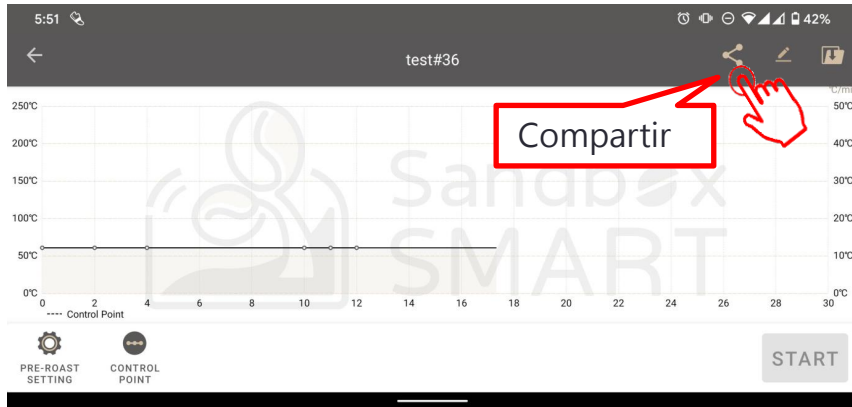 5:51 42%
test#36
°C/mi
Compartir
250°C 50°C
200°C 40°C
150°C 30°C
100°C 20°C
50°C 10°C
0°C 0°C
Sandbox
SMART
0 2 4 6 8 10 12 14 16 18 20 22 24 26 28 30
---- Control Point
PRE-ROAST
SETTING
CONTROL
POINT
START